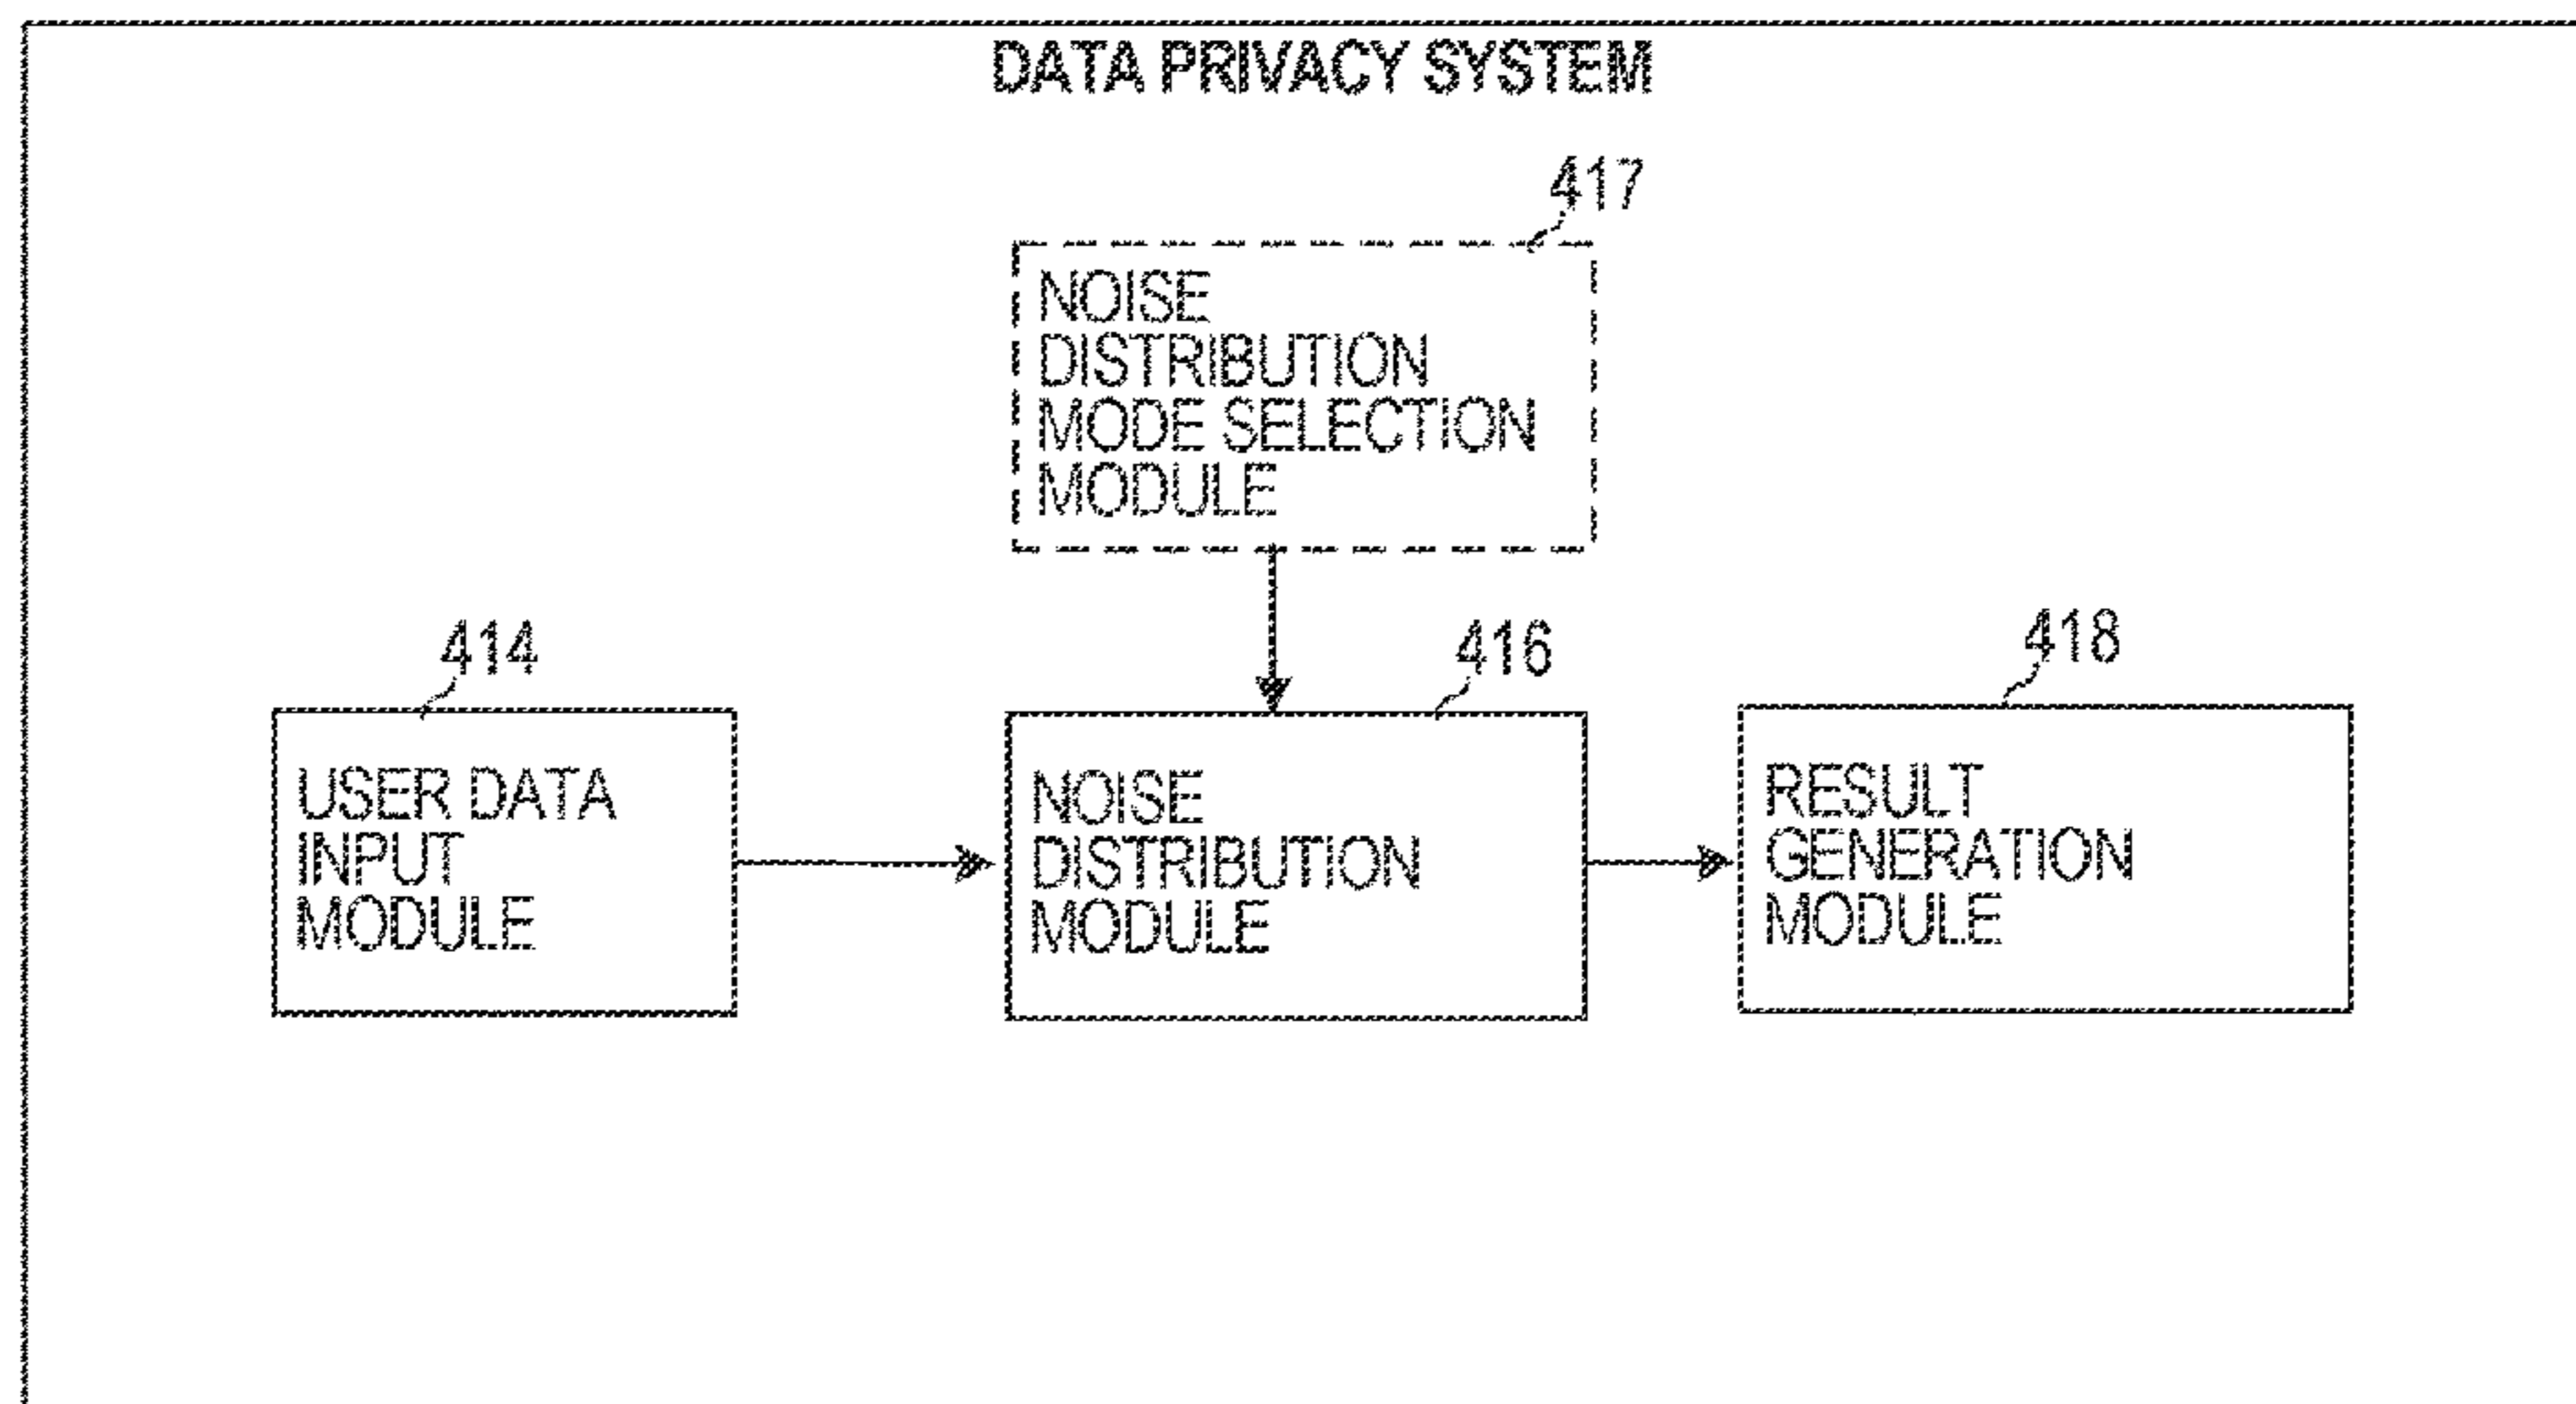 DATA PRIVACY SYSTEM
417
NOISE
DISTRIBUTION
MODE SELECTION
MODULE
414
USER DATA
INPUT
MODULE
416
NOISE
DISTRIBUTION
MODULE
418
RESULT
GENERATION
MODULE